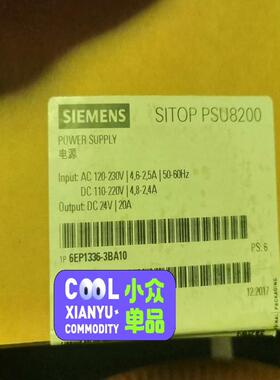 SIEMENS
SITOP PSU8200
POWER SUPPLY
电源
Input: AC 120-230V | 4,6-2,5A | 50-60Hz
DC 110-220V | 4,8-2,4A
Output: DC 24V | 20A
PS: 6
1P 6EP1336-3BA10
12.2017
COOL 小众
XIANYU 单品
COMMODITY